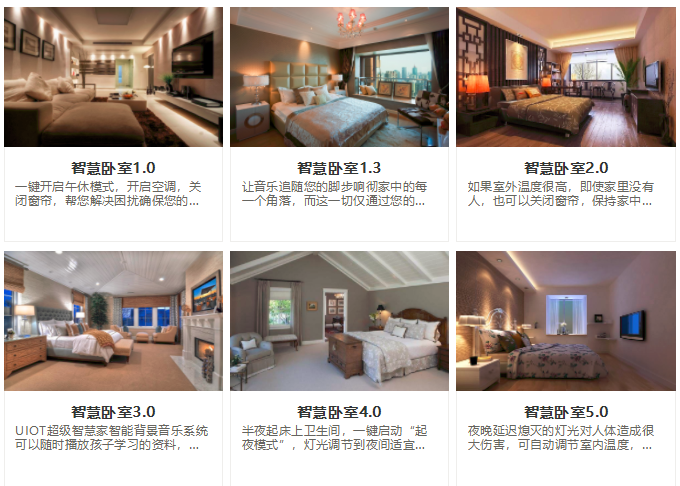 智慧卧室1.0
一键开启午休模式，开启空调，关
闭窗帘，帮您解决困扰确保您的...
智慧卧室1.3
让音乐追随您的脚步响彻家中的每
一个角落，而这一切仅通过您的...
智慧卧室2.0
如果室外温度很高，即使家里没有
人，也可以关闭窗帘，保持家中...
智慧卧室3.0
UIOT超级智慧家智能背景音乐系统
可以随时播放孩子学习的资料，...
智慧卧室4.0
半夜起床上卫生间，一键启动“起
夜模式”，灯光调节到夜间适宜...
智慧卧室5.0
夜晚延迟熄灭的灯光对人体造成很
大伤害，可自动调节室内温度，...